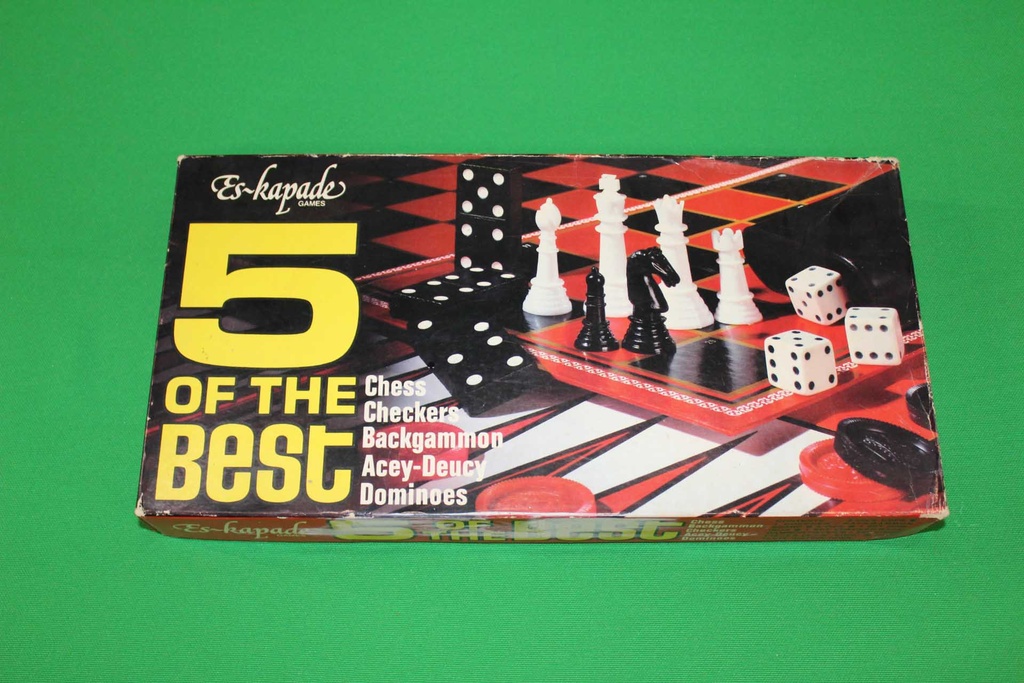 Es-kapade
GAMES
5
OF THE
BEST
Chess
Checkers
Backgammon
Acey-Deucy
Dominoes
Es-kapade
5 OF THE BEST
Chess
Backgammon
Checkers
Acey-Deucy
Dominoes